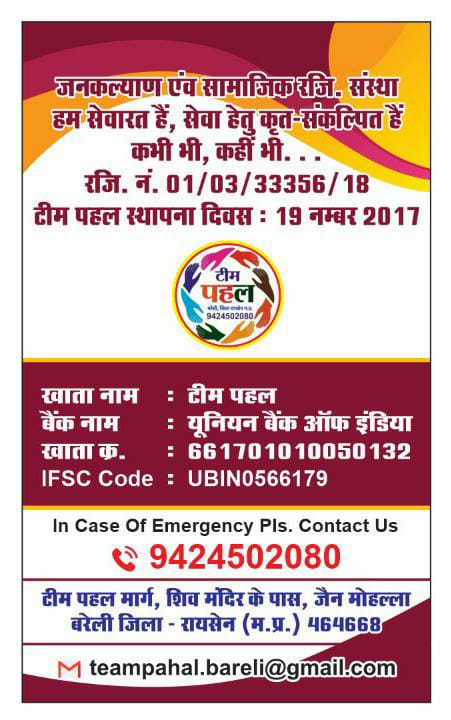 जनकल्याण एंव सामाजिक रजि. संस्था
हम सेवारत हैं, सेवा हेतु कृत-संकल्पित हैं
कभी भी, कहीं भी. . .
रजि. नं. 01/03/33356/18
टीम पहल स्थापना दिवस : 19 नम्बर 2017
टीम
पहल
बरेली, जिला रायसेन म.प्र.
9424502080
खाता नाम : टीम पहल
बैंक नाम : यूनियन बैंक ऑफ इंडिया
खाता क्र. : 661701010050132
IFSC Code : UBIN0566179
In Case Of Emergency Pls. Contact Us
9424502080
टीम पहल मार्ग, शिव मंदिर के पास, जैन मोहल्ला
बरेली जिला - रायसेन (म.प्र.) 464668
teampahal.bareli@gmail.com